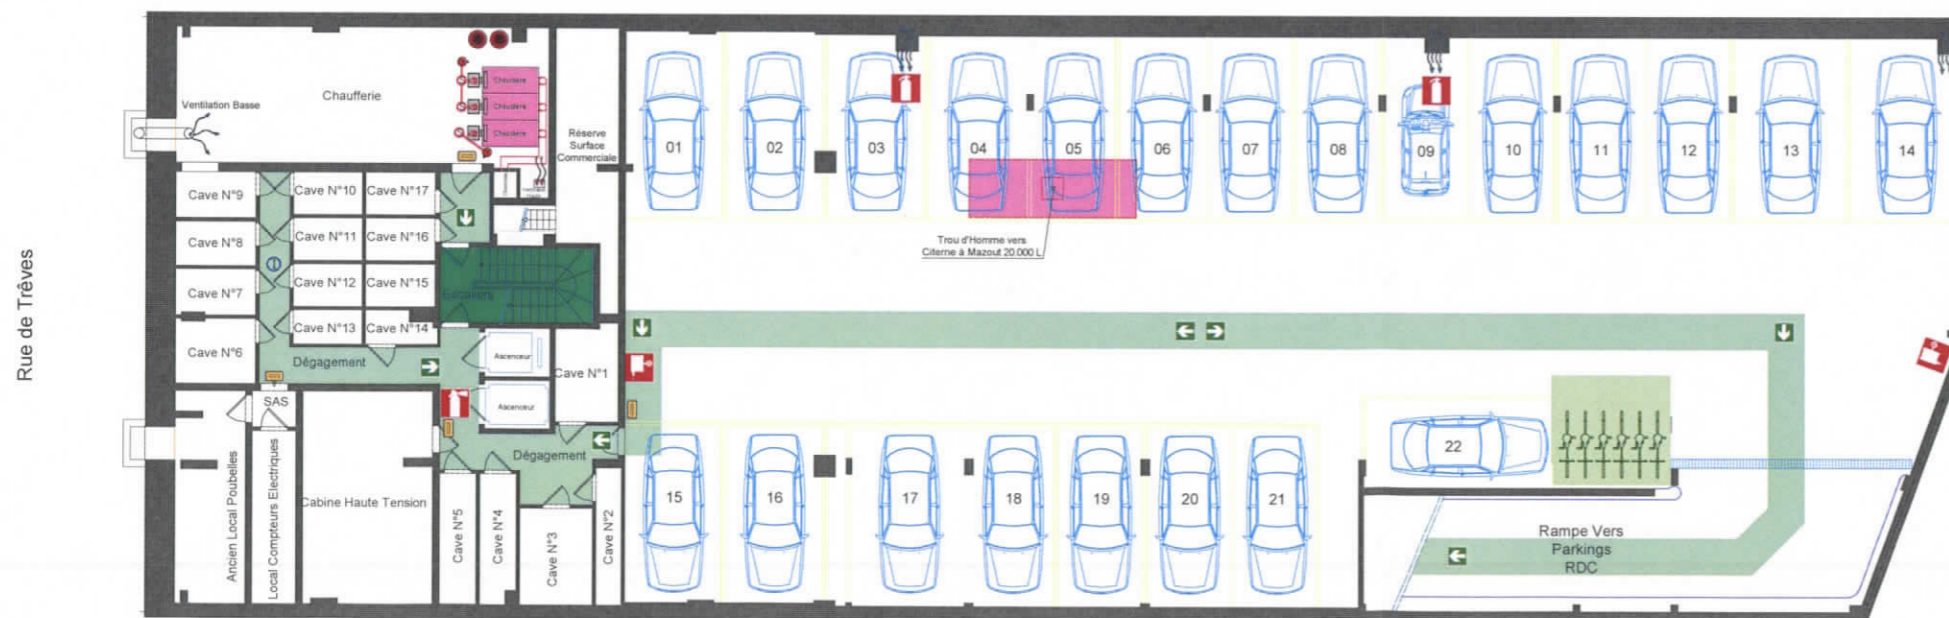 Rue de Trêves
Ventilation Basse
Chaufferie
Chaudière
Chaudière
Chaudière
Réserve
Surface
Commerciale
01
02
03
04
05
06
07
08
09
10
11
12
13
14
Trou d'Homme vers
Citerne à Mazout 20.000 L
Cave N°9
Cave N°10
Cave N°17
Cave N°8
Cave N°11
Cave N°16
Cave N°7
Cave N°12
Cave N°15
Cave N°6
Cave N°13
Cave N°14
Dégagement
Ascenceur
Ascenceur
Cave N°1
SAS
Ancien Local Poubelles
Local Compteurs Electriques
Cabine Haute Tension
Dégagement
Cave N°5
Cave N°4
Cave N°3
Cave N°2
15
16
17
18
19
20
21
22
Rampe Vers
Parkings
RDC